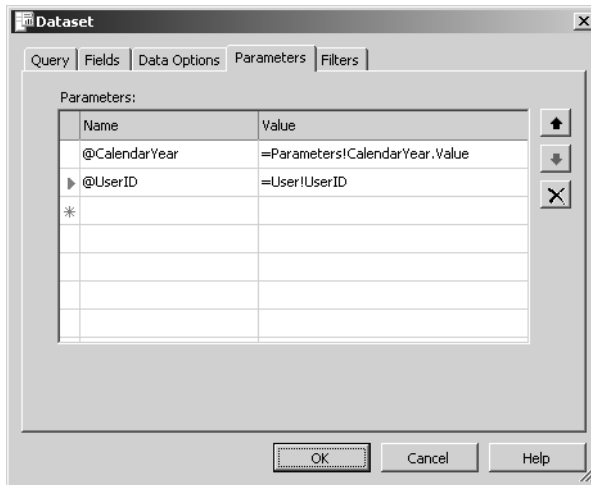 Dataset
Query Fields Data Options Parameters Filters
Parameters:
Name Value
@CalendarYear =Parameters!CalendarYear.Value
@UserID =User!UserID
OK Cancel Help